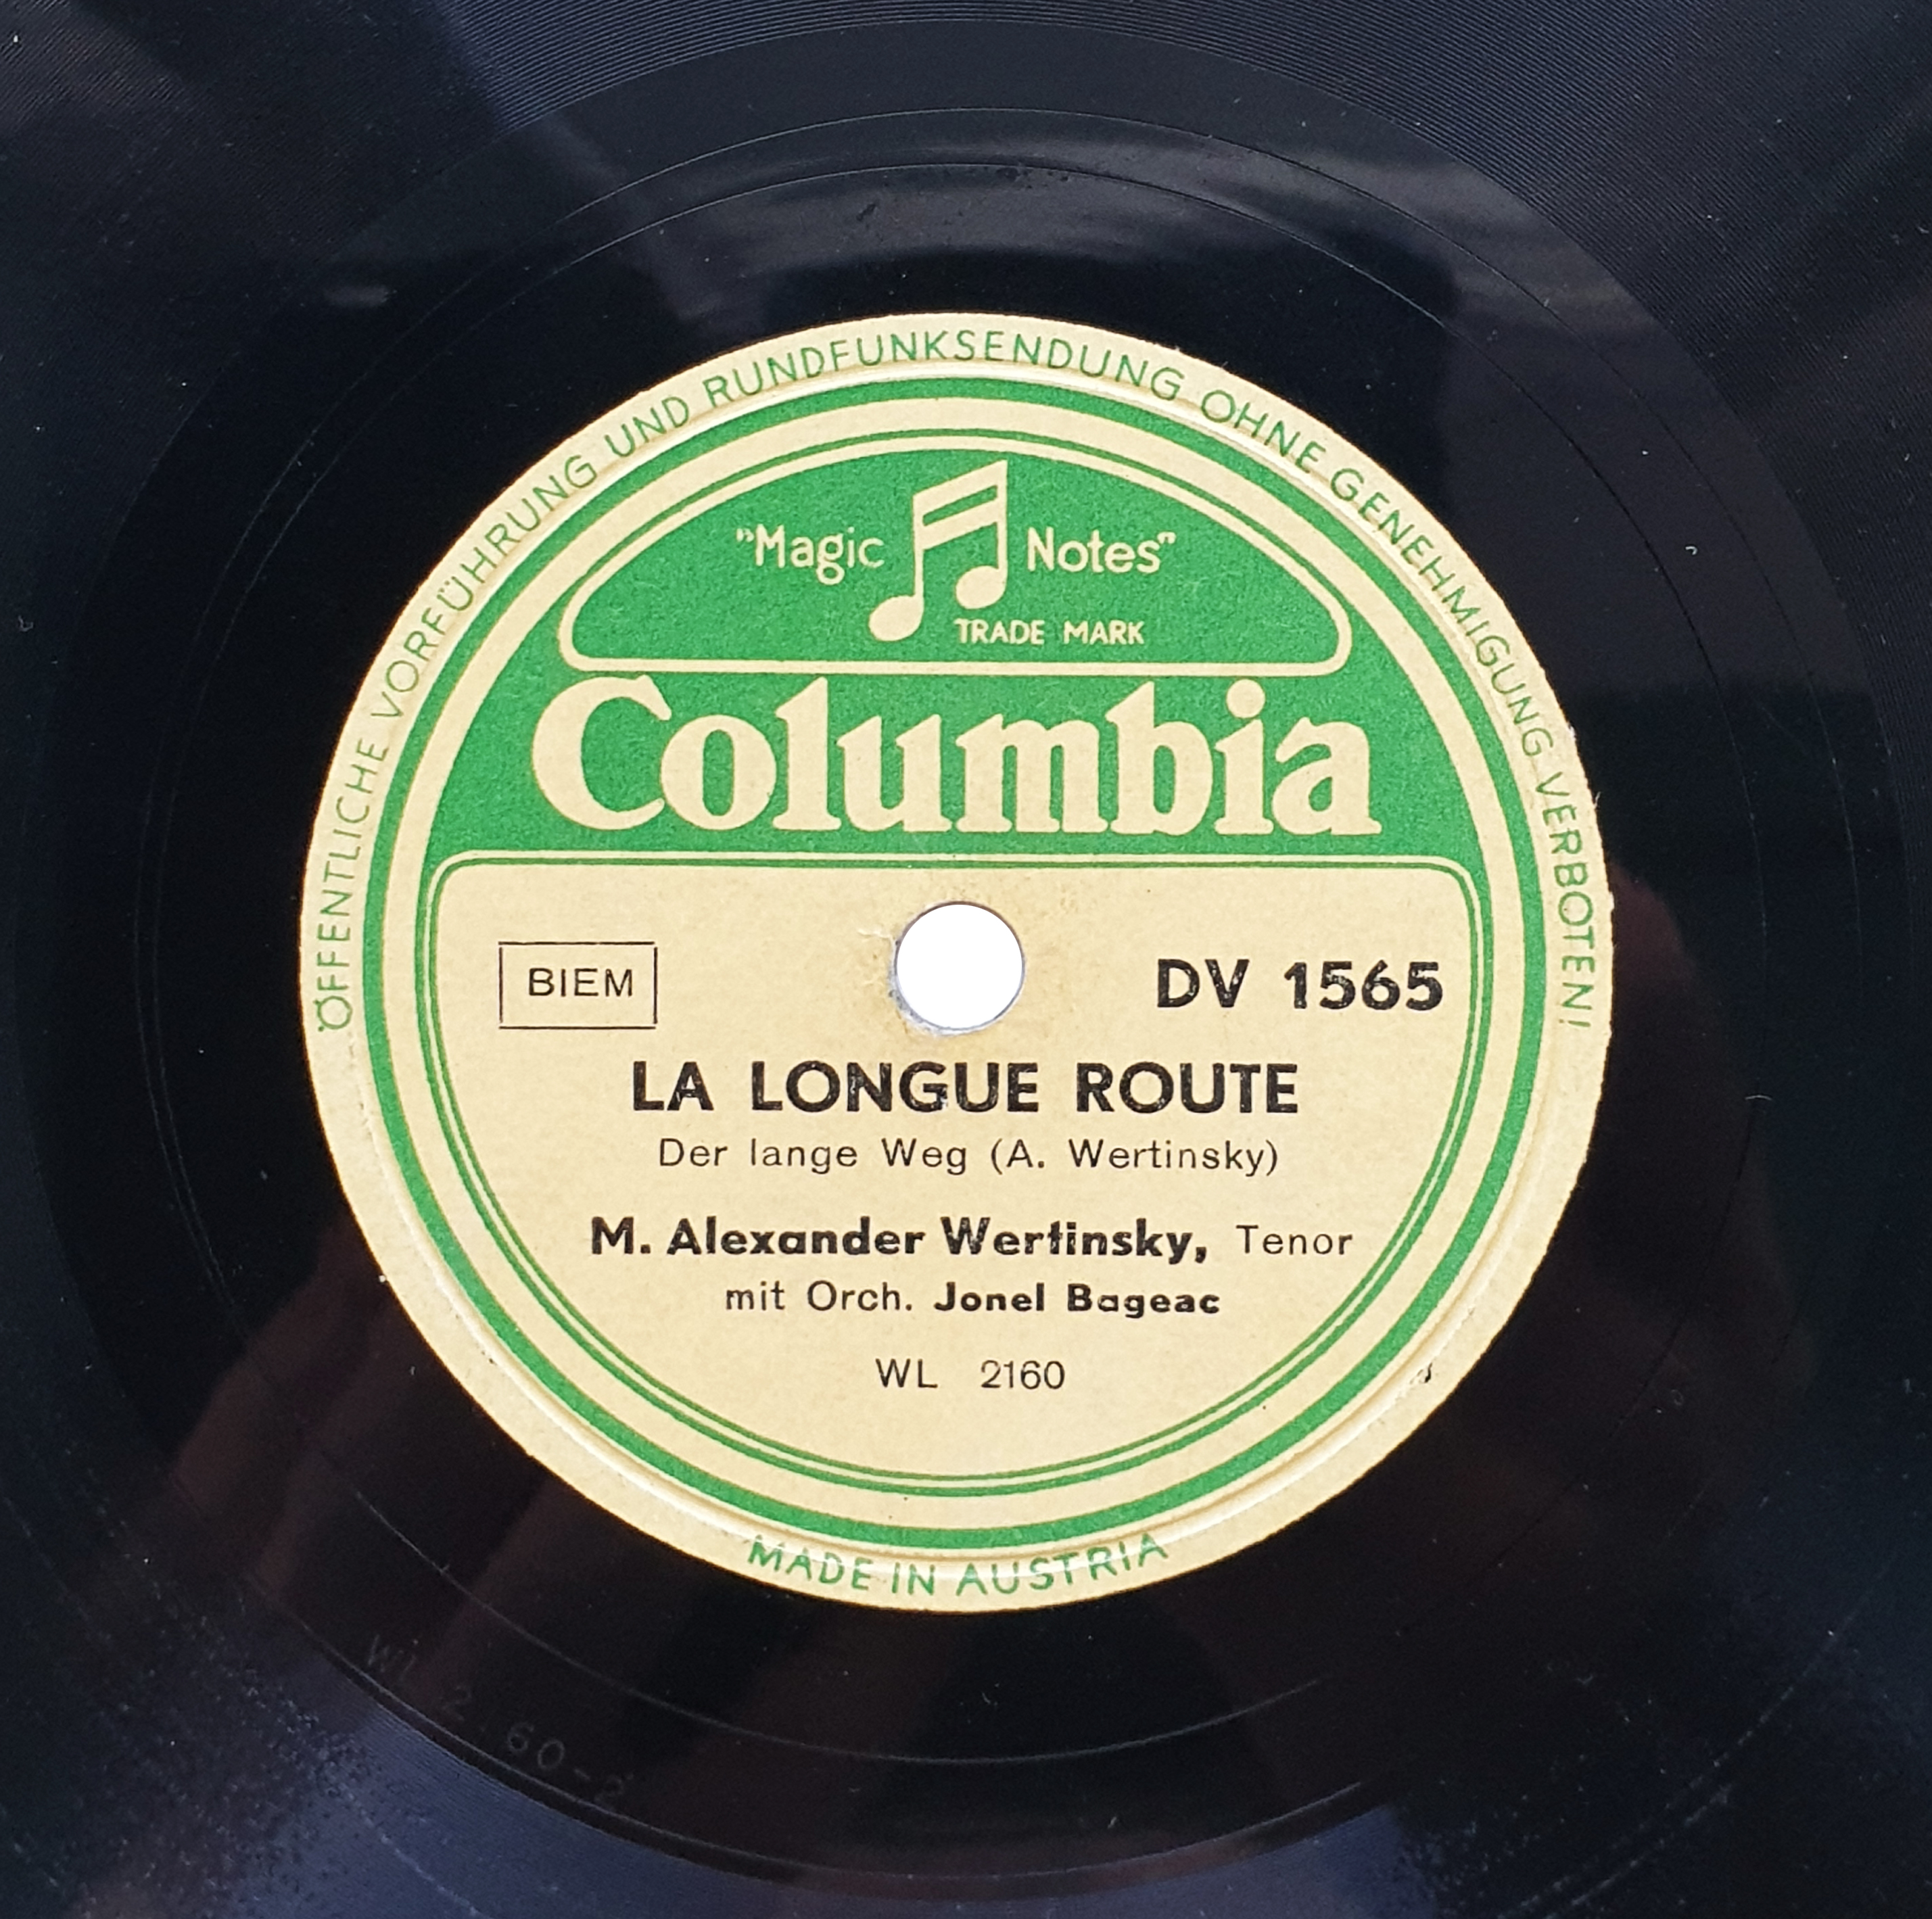 ÖFFENTLICHE VORFÜHRUNG UND RUNDFUNKSENDUNG OHNE GENEHMIGUNG VERBOTEN!
"Magic Notes"
TRADE MARK
Columbia
BIEM
DV 1565
LA LONGUE ROUTE
Der lange Weg (A. Wertinsky)
M. Alexander Wertinsky, Tenor
mit Orch. Jonel Bageac
WL 2160
MADE IN AUSTRIA